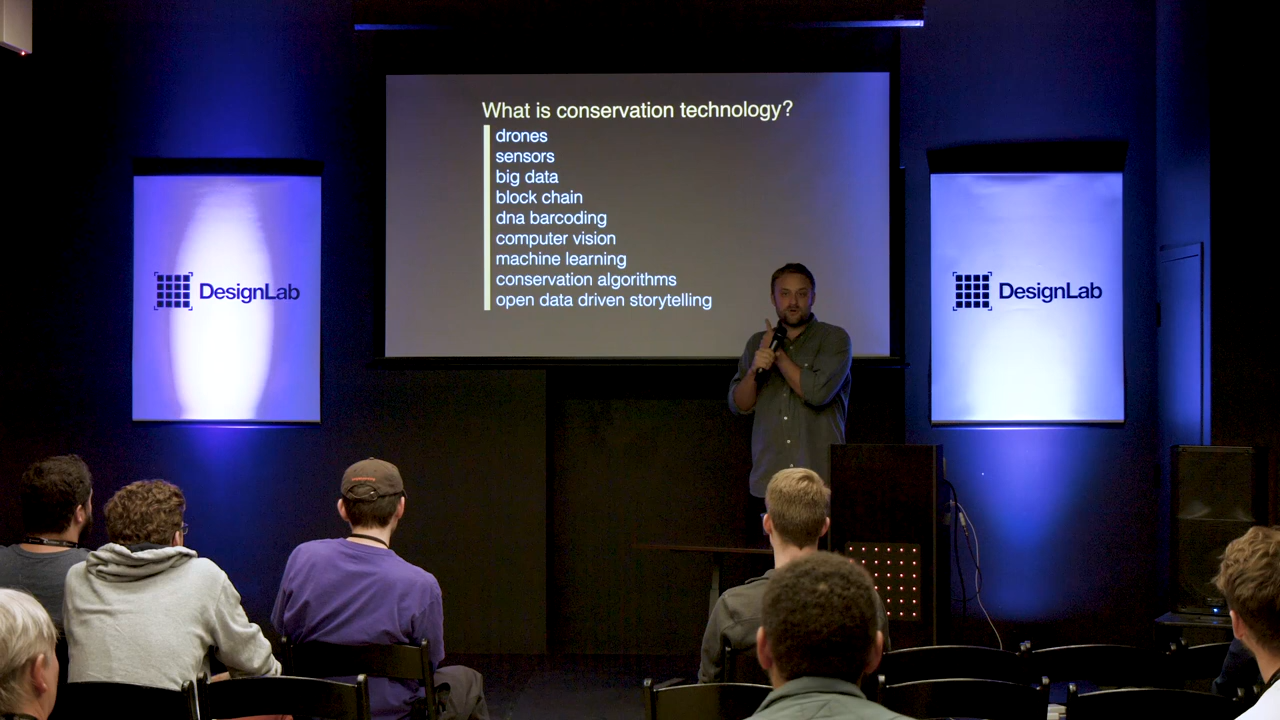 What is conservation technology?
drones
sensors
big data
block chain
dna barcoding
computer vision
machine learning
conservation algorithms
open data driven storytelling
DesignLab
DesignLab